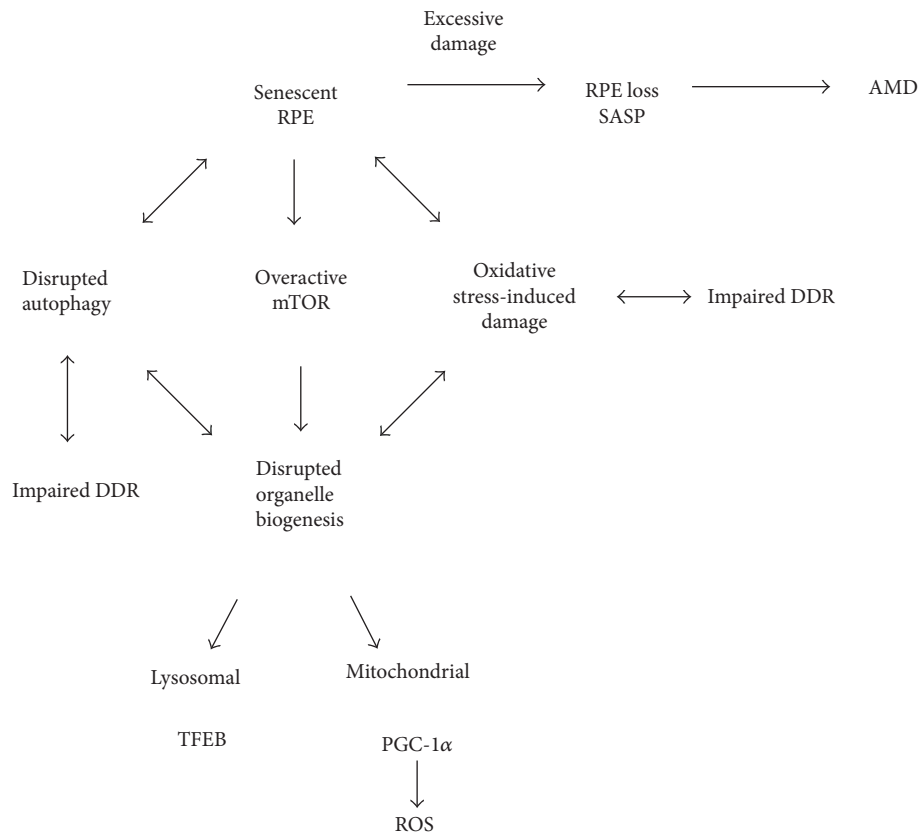 Excessive
damage
Senescent
RPE
RPE loss
SASP
AMD
Disrupted
autophagy
Overactive
mTOR
Oxidative
stress-induced
damage
Impaired DDR
Impaired DDR
Disrupted
organelle
biogenesis
Lysosomal
Mitochondrial
TFEB
PGC-1α
ROS